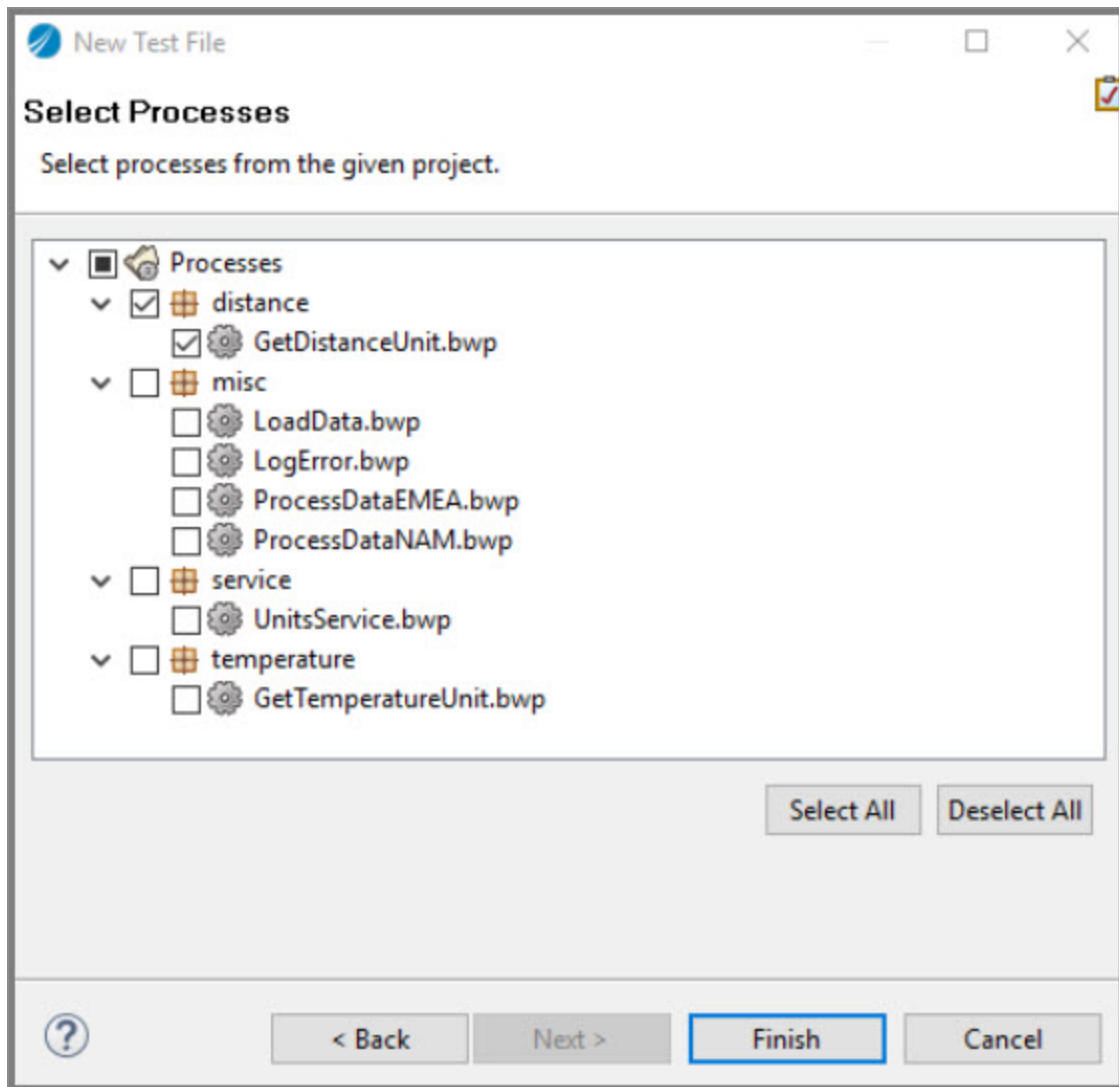 New Test File
Select Processes
Select processes from the given project.
Processes
distance
GetDistanceUnit.bwp
misc
LoadData.bwp
LogError.bwp
ProcessDataEMEA.bwp
ProcessDataNAM.bwp
service
UnitsService.bwp
temperature
GetTemperatureUnit.bwp
Select All Deselect All
? < Back Next > Finish Cancel